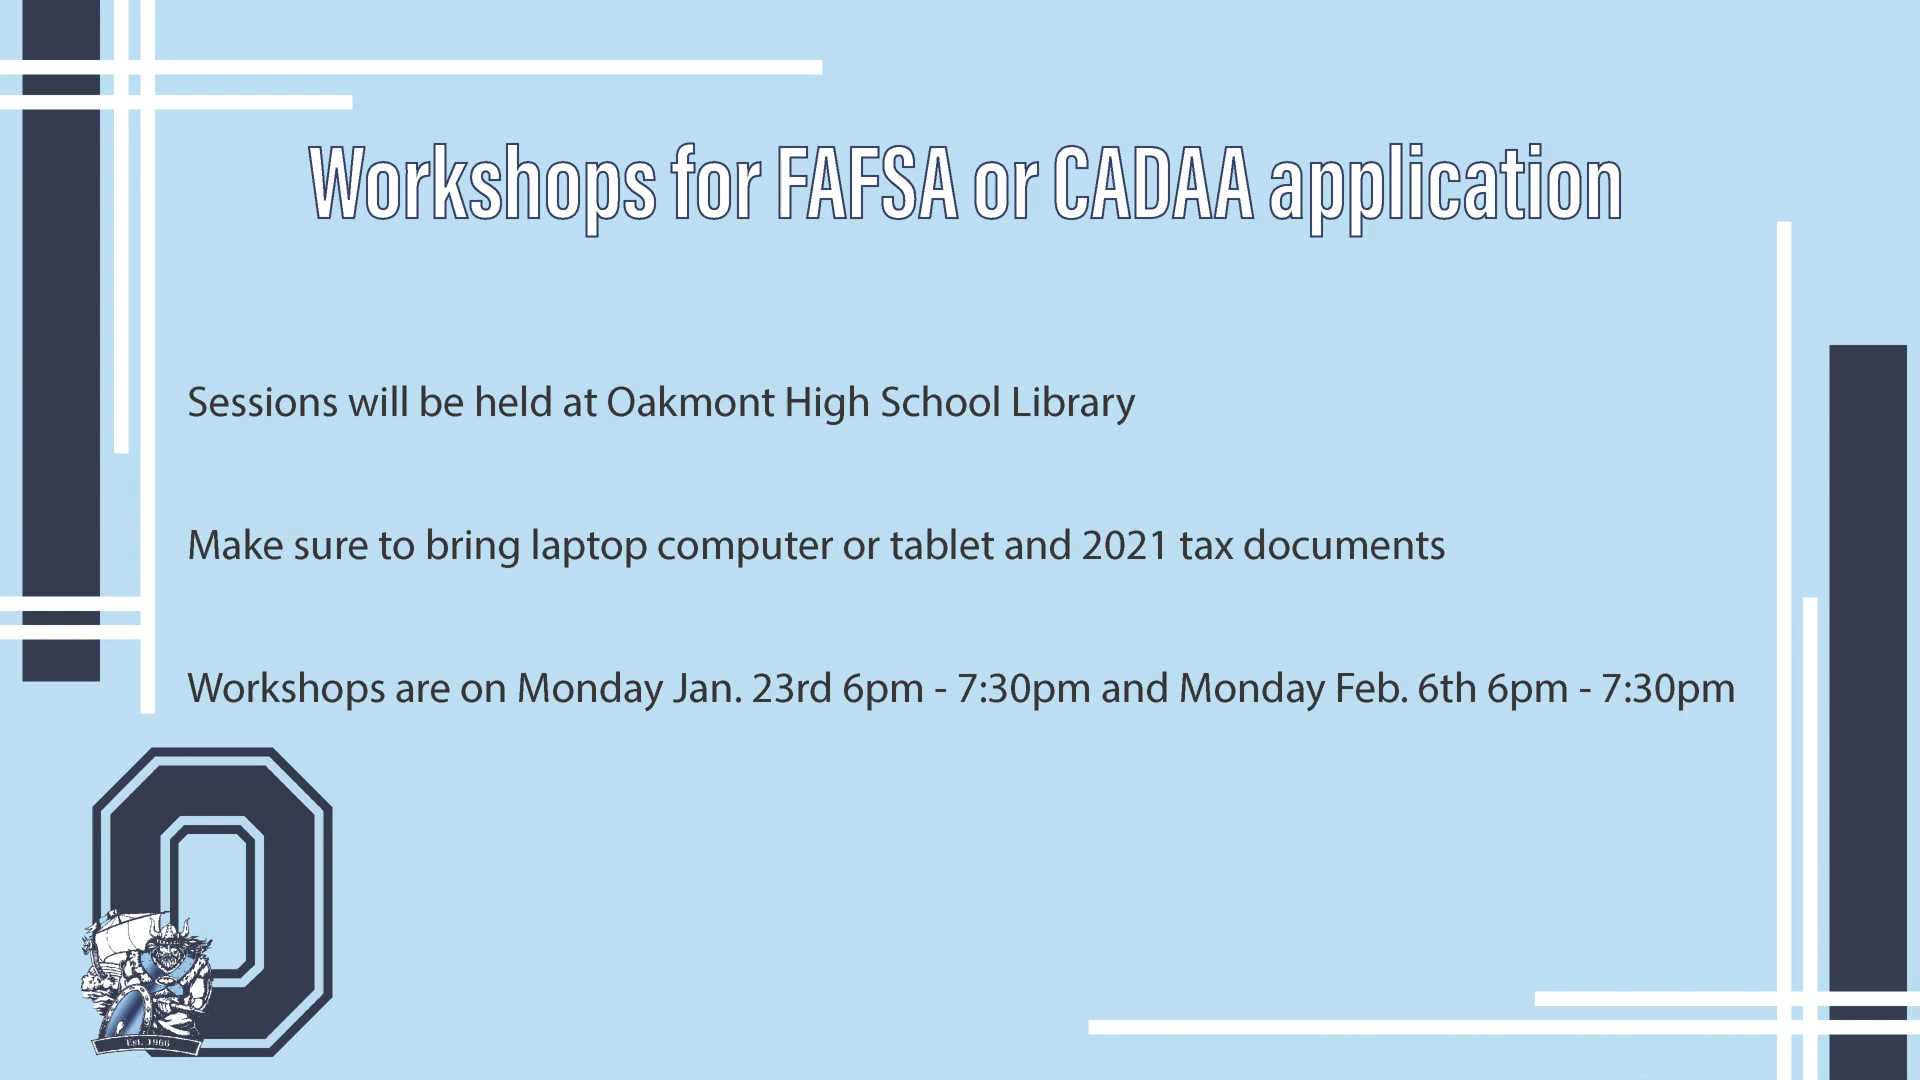 Workshops for FAFSA or CADAA application
Sessions will be held at Oakmont High School Library
Make sure to bring laptop computer or tablet and 2021 tax documents
Workshops are on Monday Jan. 23rd 6pm - 7:30pm and Monday Feb. 6th 6pm - 7:30pm
O
Est. 1966